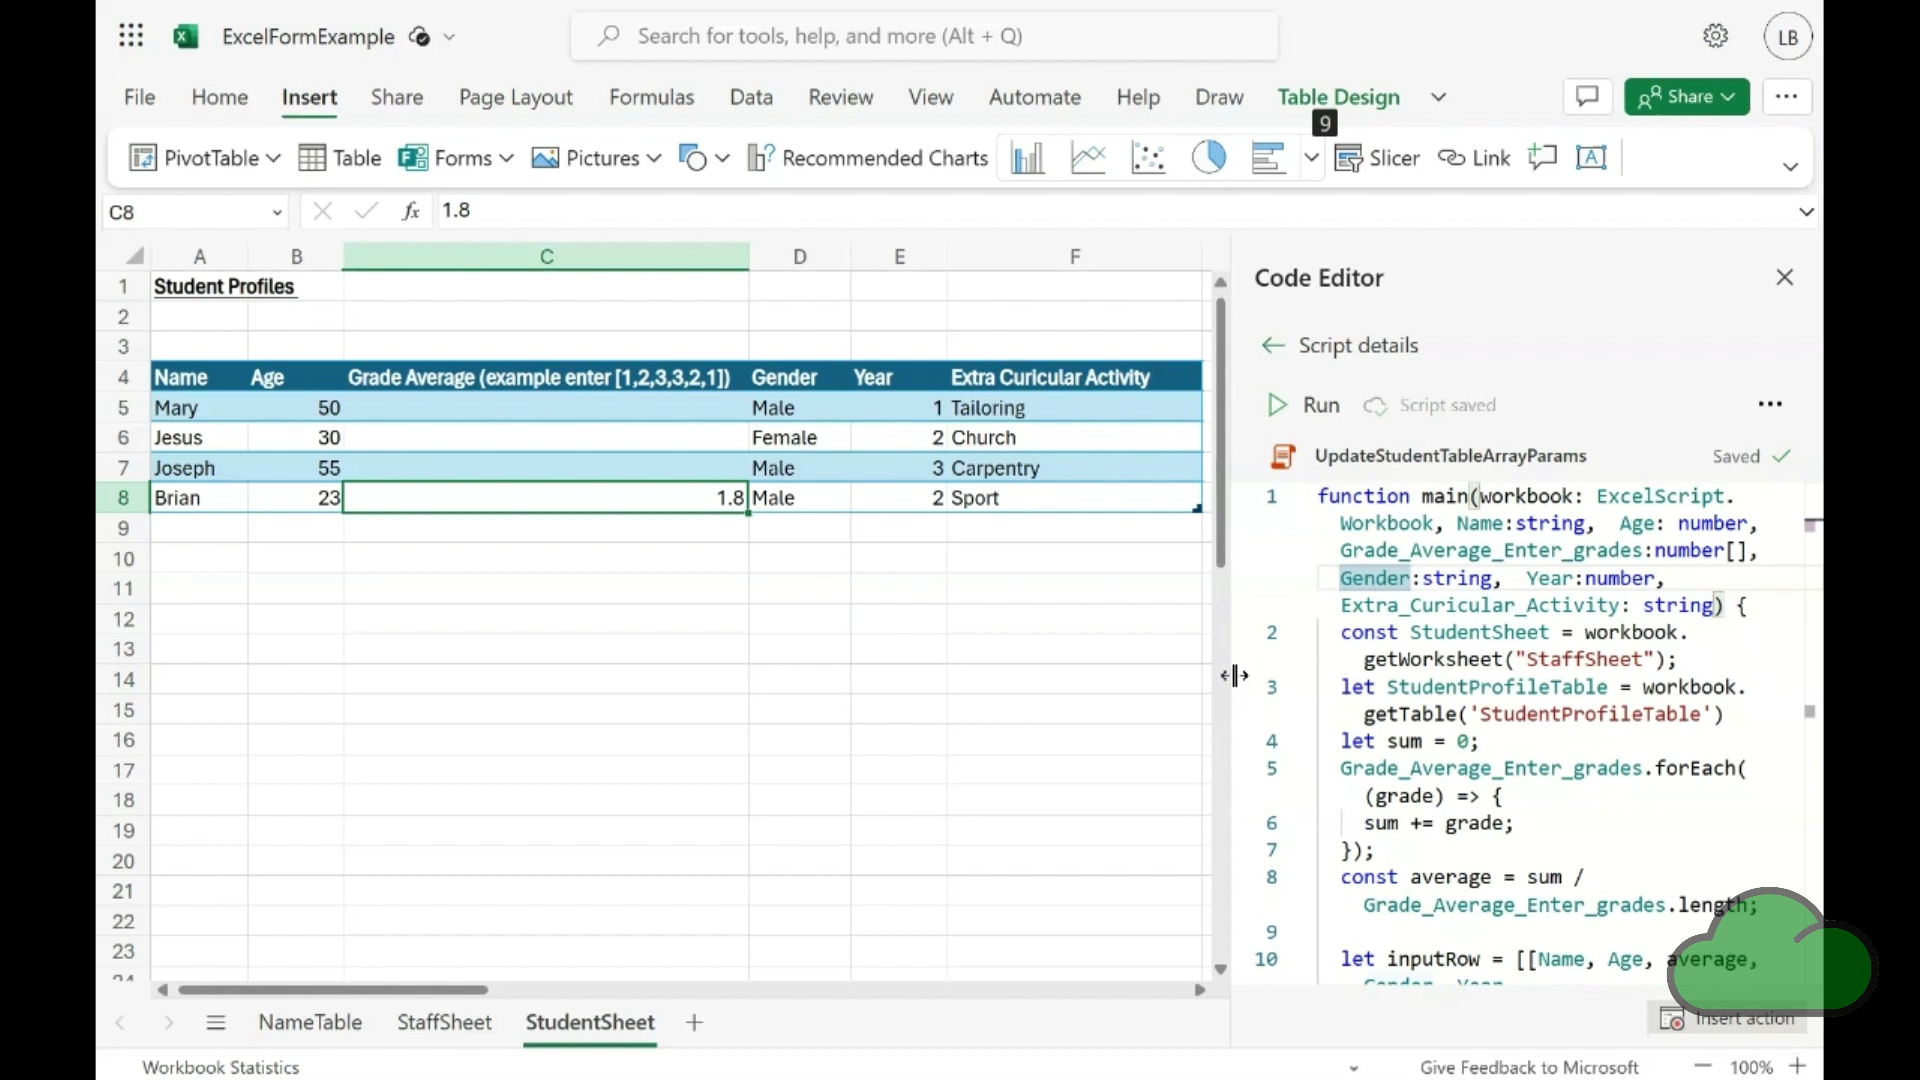 ExcelFormExample
Search for tools, help, and more (Alt + Q)
LB
File Home Insert Share Page Layout Formulas Data Review View Automate Help Draw Table Design
Share
9
PivotTable Table Forms Pictures Recommended Charts Slicer Link
C8 fx 1.8
A B C D E F
1 Student Profiles
2
3
4 Name Age Grade Average (example enter [1,2,3,3,2,1]) Gender Year Extra Curicular Activity
5 Mary 50 Male 1 Tailoring
6 Jesus 30 Female 2 Church
7 Joseph 55 Male 3 Carpentry
8 Brian 23 1.8 Male 2 Sport
9
10
11
12
13
14
15
16
17
18
19
20
21
22
23
24
Code Editor
Script details
Run Script saved
UpdateStudentTableArrayParams Saved
1 function main(workbook: ExcelScript.
Workbook, Name:string, Age: number,
Grade_Average_Enter_grades:number[],
Gender:string, Year:number,
Extra_Curicular_Activity: string) {
2 const StudentSheet = workbook.
getWorksheet("StaffSheet");
3 let StudentProfileTable = workbook.
getTable('StudentProfileTable')
4 let sum = 0;
5 Grade_Average_Enter_grades.forEach(
(grade) => {
6 sum += grade;
7 });
8 const average = sum /
Grade_Average_Enter_grades.length;
9
10 let inputRow = [[Name, Age, average,
Gender, Year,
Insert action
NameTable StaffSheet StudentSheet
Workbook Statistics
Give Feedback to Microsoft
100%